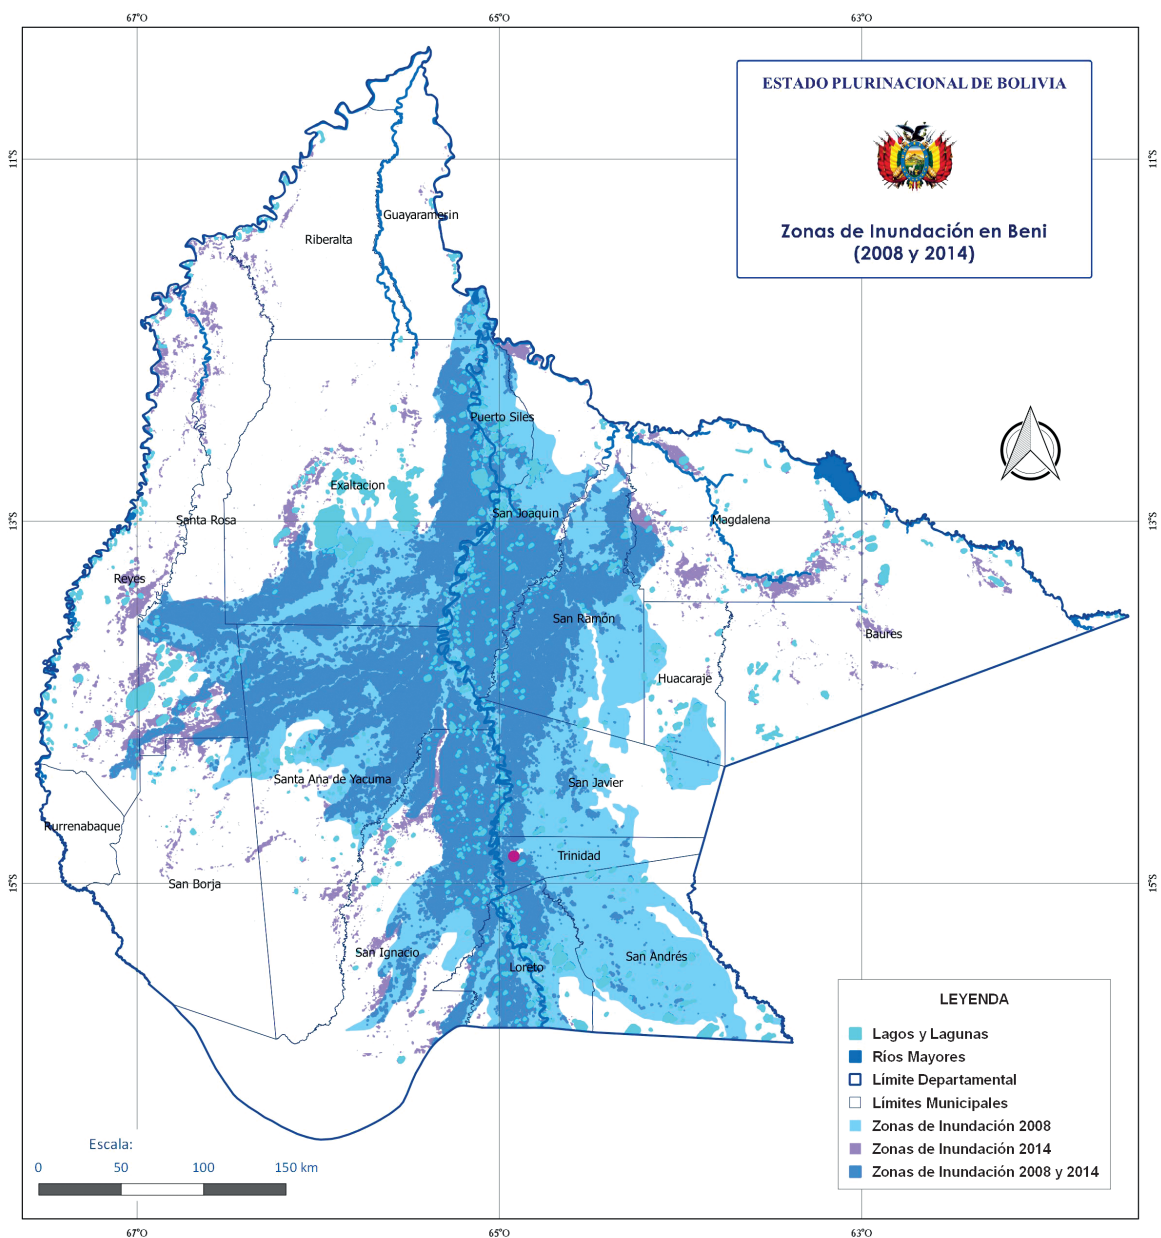 67°O 65°O 63°O
ESTADO PLURINACIONAL DE BOLIVIA
11°S 11°S
Zonas de Inundación en Beni
(2008 y 2014)
Guayaramerin
Riberalta
Puerto Siles
Exaltacion
San Joaquin
Santa Rosa
Magdalena
13°S 13°S
Reyes
San Ramón
Baures
Huacaraje
Santa Ana de Yacuma
San Javier
Rurrenabaque
Trinidad
San Borja
15°S 15°S
San Ignacio
San Andrés
Loreto
LEYENDA
Lagos y Lagunas
Ríos Mayores
Límite Departamental
Límites Municipales
Zonas de Inundación 2008
Zonas de Inundación 2014
Zonas de Inundación 2008 y 2014
Escala:
0 50 100 150 km
67°O 65°O 63°O